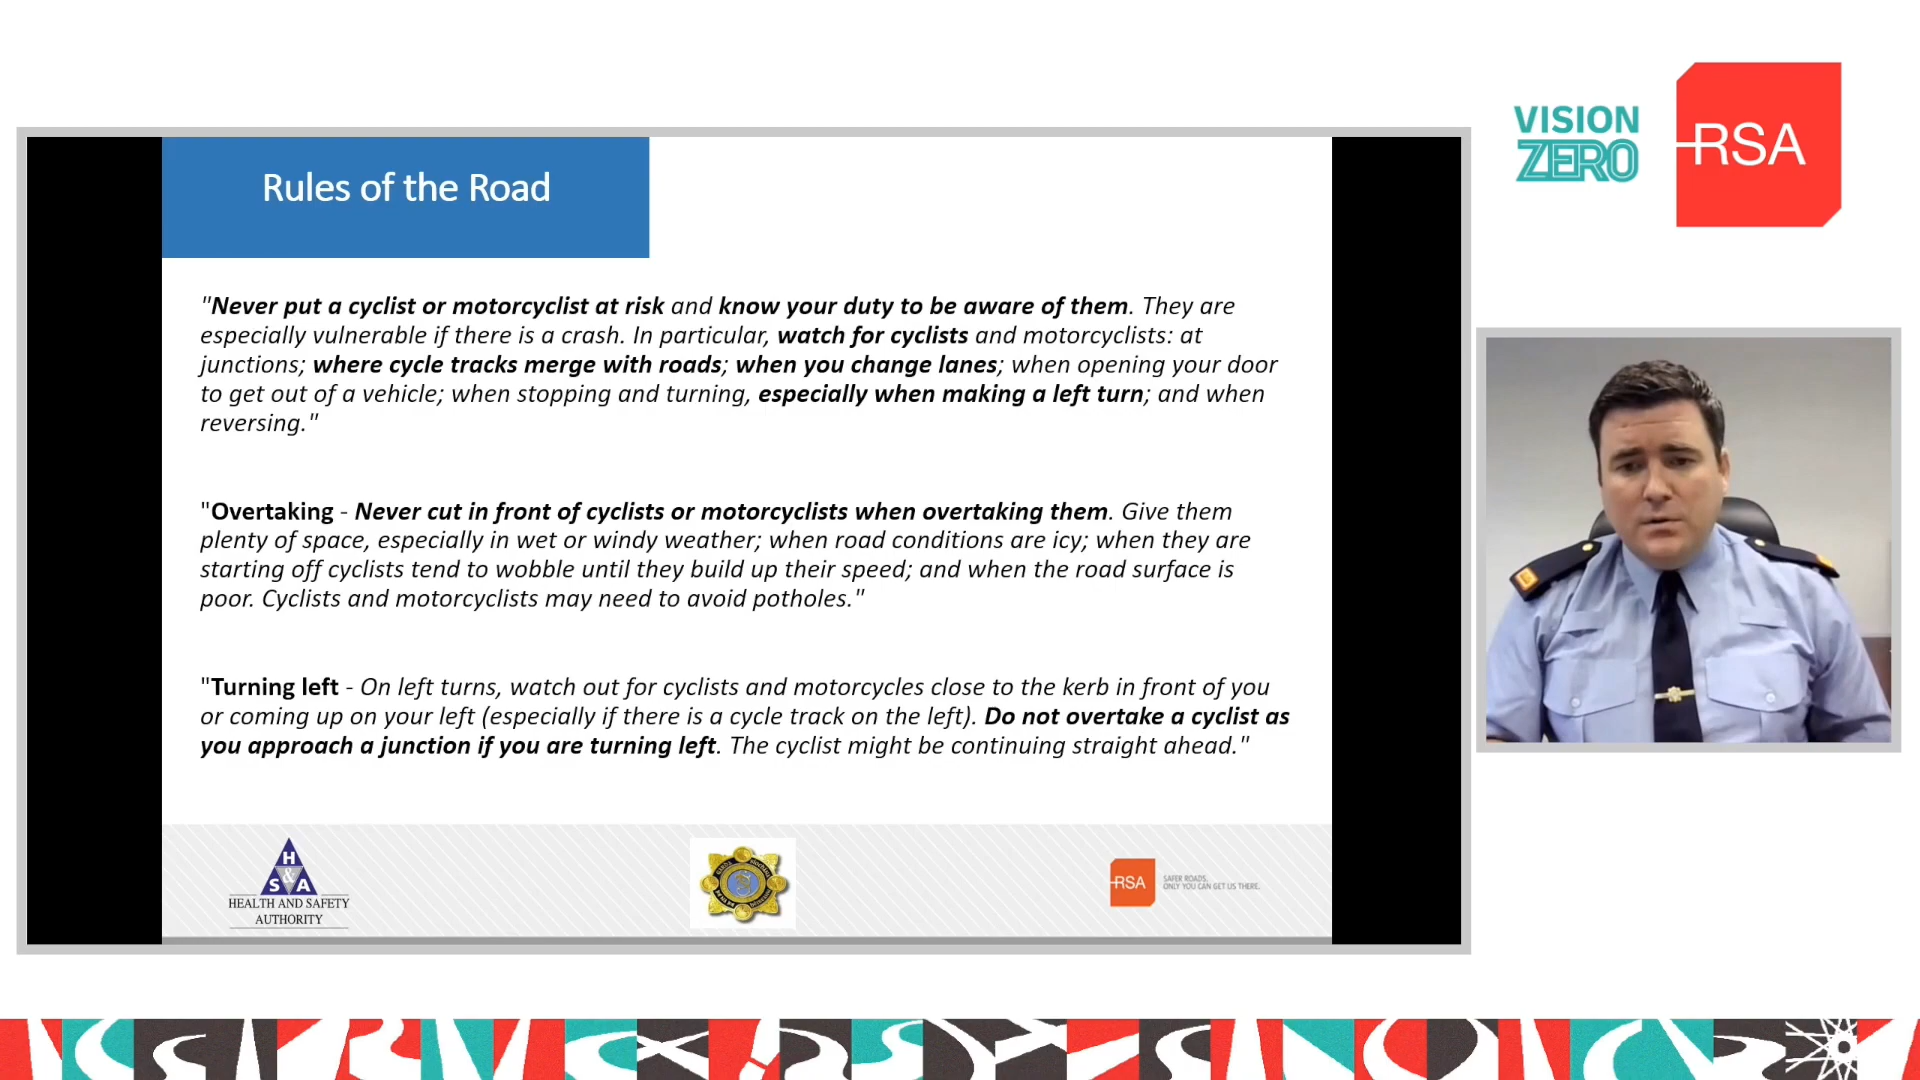 VISION
ZERO
RSA
Rules of the Road
"Never put a cyclist or motorcyclist at risk and know your duty to be aware of them. They are
especially vulnerable if there is a crash. In particular, watch for cyclists and motorcyclists: at
junctions; where cycle tracks merge with roads; when you change lanes; when opening your door
to get out of a vehicle; when stopping and turning, especially when making a left turn; and when
reversing."
"Overtaking - Never cut in front of cyclists or motorcyclists when overtaking them. Give them
plenty of space, especially in wet or windy weather; when road conditions are icy; when they are
starting off cyclists tend to wobble until they build up their speed; and when the road surface is
poor. Cyclists and motorcyclists may need to avoid potholes."
"Turning left - On left turns, watch out for cyclists and motorcycles close to the kerb in front of you
or coming up on your left (especially if there is a cycle track on the left). Do not overtake a cyclist as
you approach a junction if you are turning left. The cyclist might be continuing straight ahead."
H
&
S A
HEALTH AND SAFETY
AUTHORITY
RSA
SAFER ROADS.
ONLY YOU CAN GET US THERE.